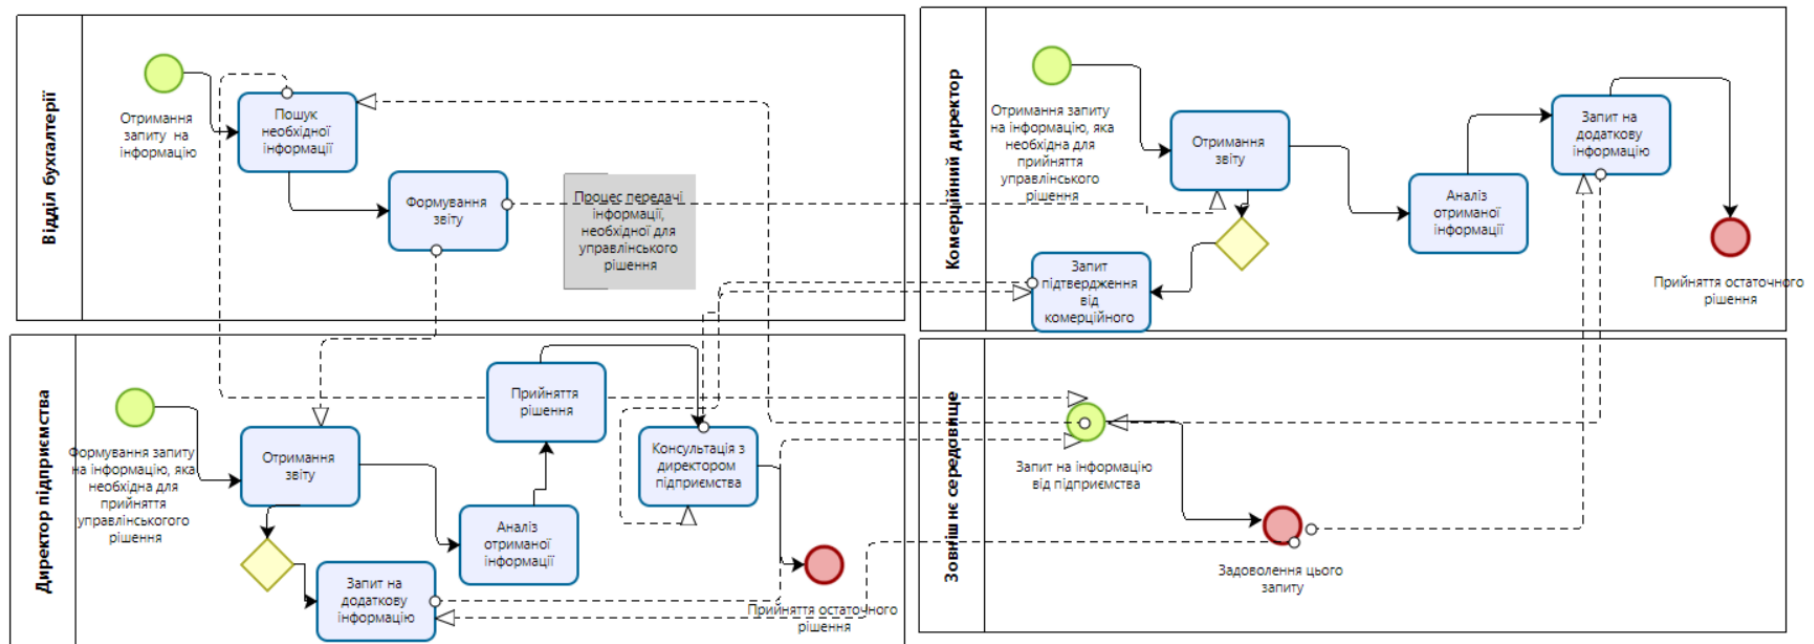 Відділ бухгалтерії
Отримання
запиту на
інформацію
Пошук
необхідної
інформації
Формування
звіту
Процес передачі
інформації,
необхідної для
управлінського
рішення
Комерційний директор
Отримання запиту
на інформацію, яка
необхідна для
прийняття
управлінського
рішення
Отримання
звіту
Аналіз
отриманої
інформації
Запит на
додаткову
інформацію
Запит
підтвердження
від
комерційного
Прийняття остаточного
рішення
Директор підприємства
Формування запиту
на інформацію, яка
необхідна для
прийняття
управлінського
рішення
Отримання
звіту
Запит на
додаткову
інформацію
Аналіз
отриманої
інформації
Прийняття
рішення
Консультація з
директором
підприємства
Прийняття остаточного
рішення
Зовнішнє середовище
Запит на інформацію
від підприємства
Задоволення цього
запиту